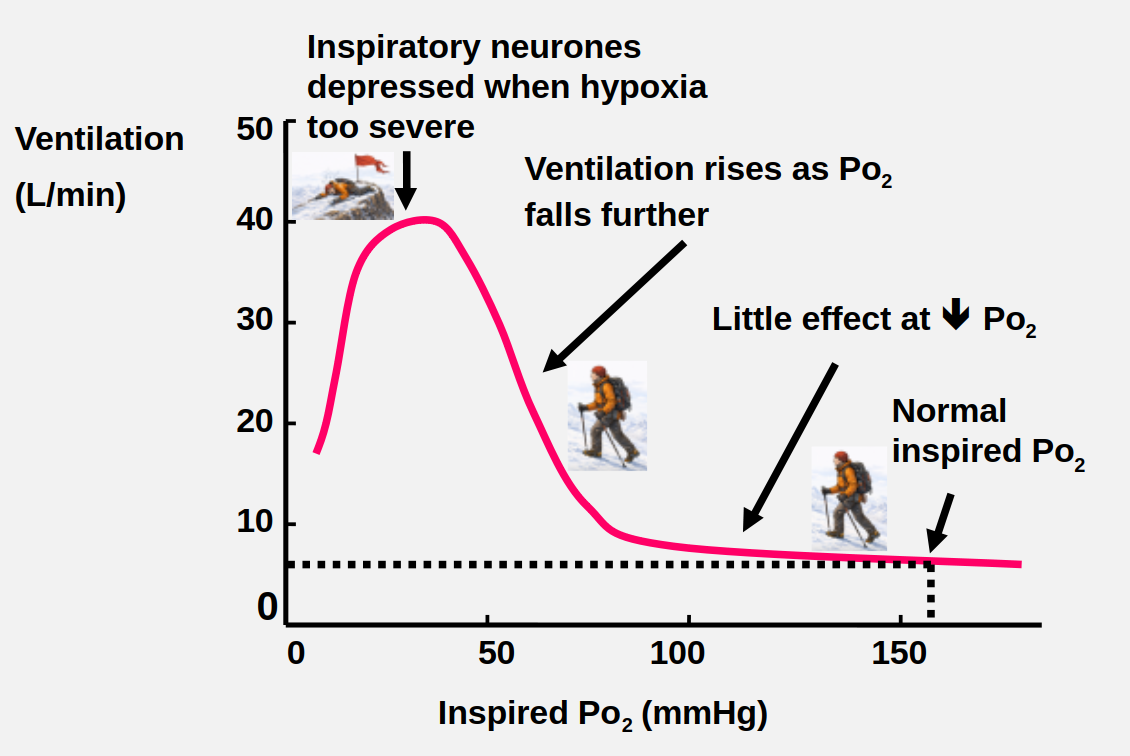 Inspiratory neurones
depressed when hypoxia
too severe
Ventilation
(L/min)
50
40
30
20
10
0
Ventilation rises as Po₂
falls further
Little effect at 🡻 Po₂
Normal
inspired Po₂
0 50 100 150
Inspired Po₂ (mmHg)